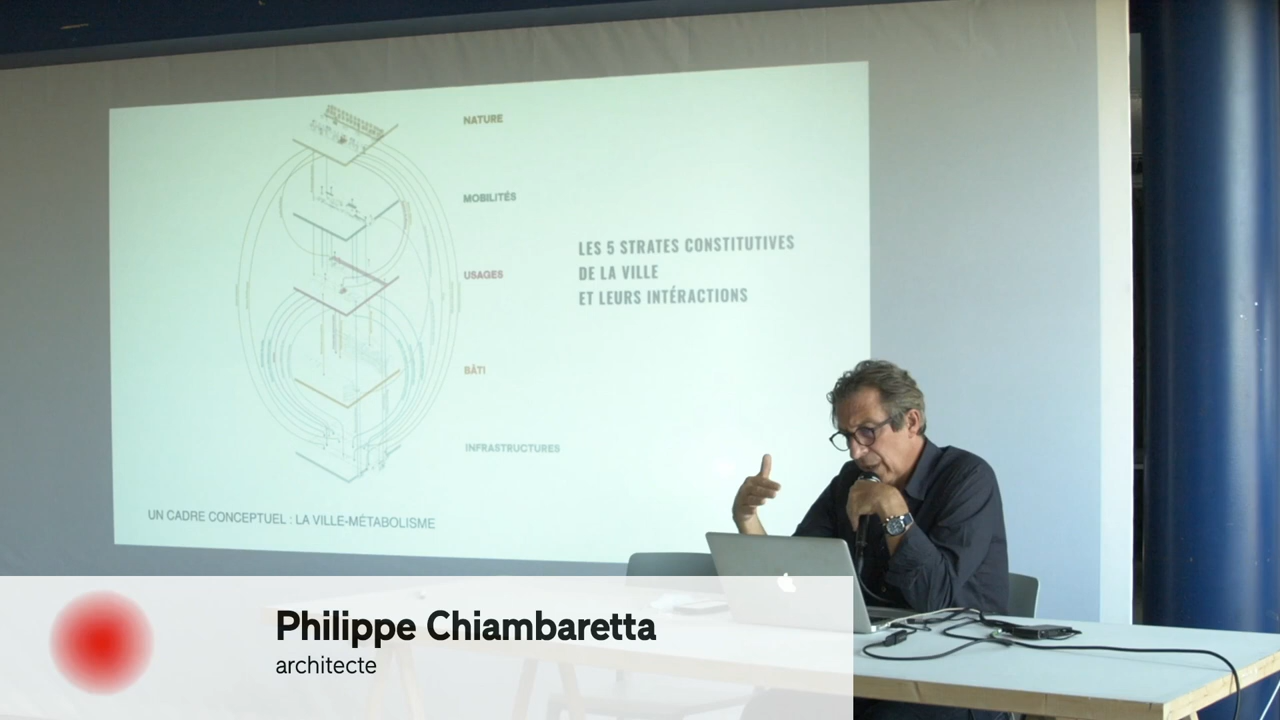 NATURE
MOBILITÉS
USAGES
BÂTI
INFRASTRUCTURES
LES 5 STRATES CONSTITUTIVES
DE LA VILLE
ET LEURS INTÉRACTIONS
UN CADRE CONCEPTUEL : LA VILLE-MÉTABOLISME
Philippe Chiambaretta
architecte